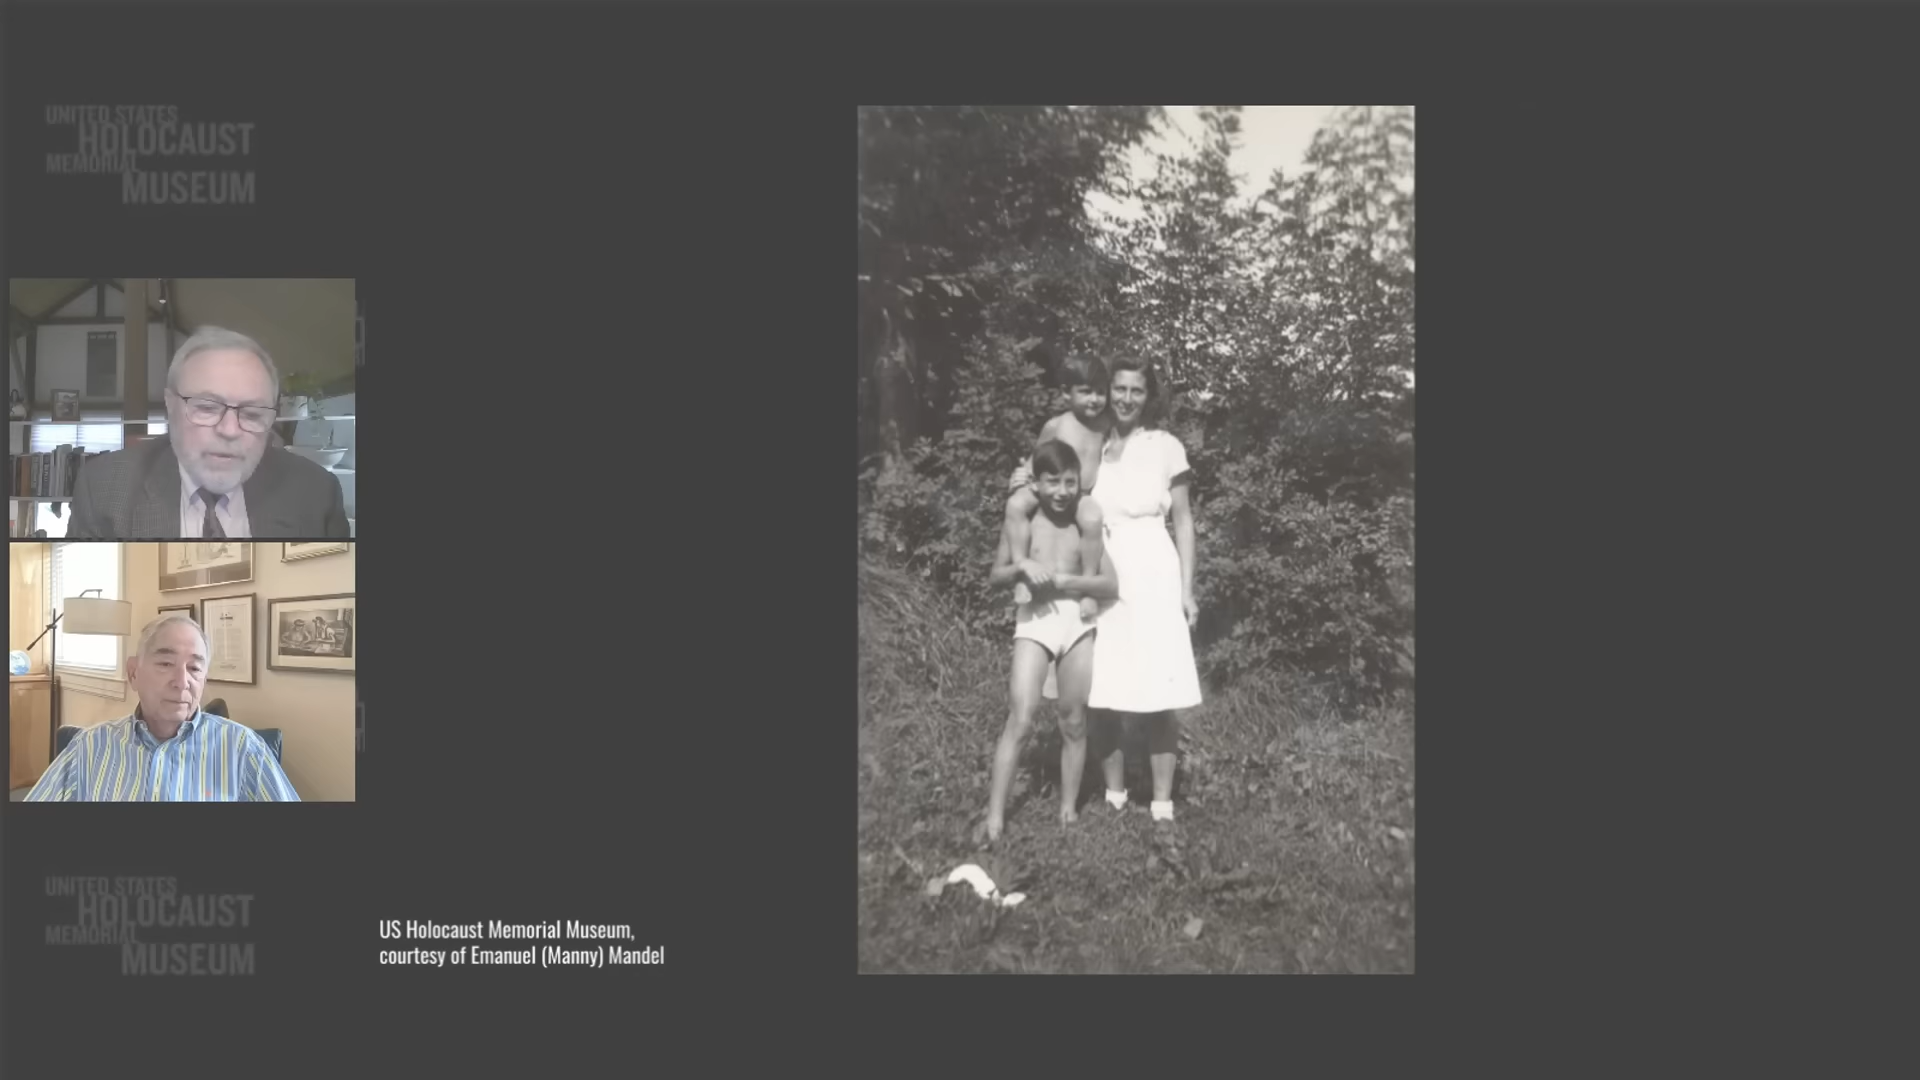 UNITED STATES
HOLOCAUST
MEMORIAL
MUSEUM
UNITED STATES
HOLOCAUST
MEMORIAL
MUSEUM
US Holocaust Memorial Museum,
courtesy of Emanuel (Manny) Mandel